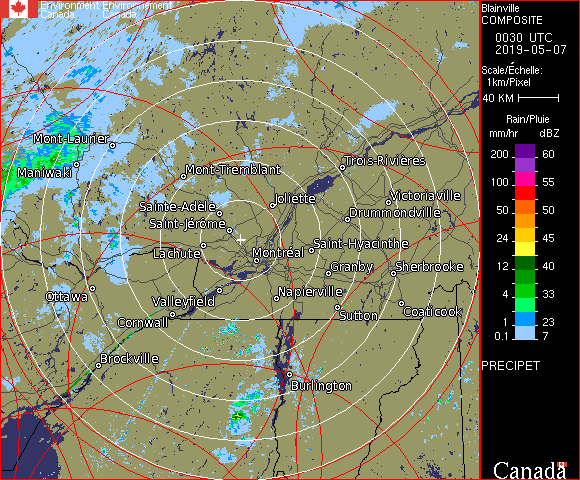 Environment Environnement
Canada Canada
Blainville
COMPOSITE
0030 UTC
2019-05-07
Scale/Échelle:
1km/Pixel
40 KM
Rain/Pluie
mm/hr dBZ
200 60
100 55
50 50
24 45
12 40
4 33
1 23
0.1 7
PRECIPET
Canada
Mont-Laurier
Maniwaki
Mont-Tremblant
Trois-Rivières
Sainte-Adele
Joliette
Victoriaville
Drummondville
Saint-Jérôme
Lachute
Montréal
Saint-Hyacinthe
Granby
Sherbrooke
Ottawa
Valleyfield
Napierville
Cornwall
Sutton
Coaticook
Brockville
Burlington